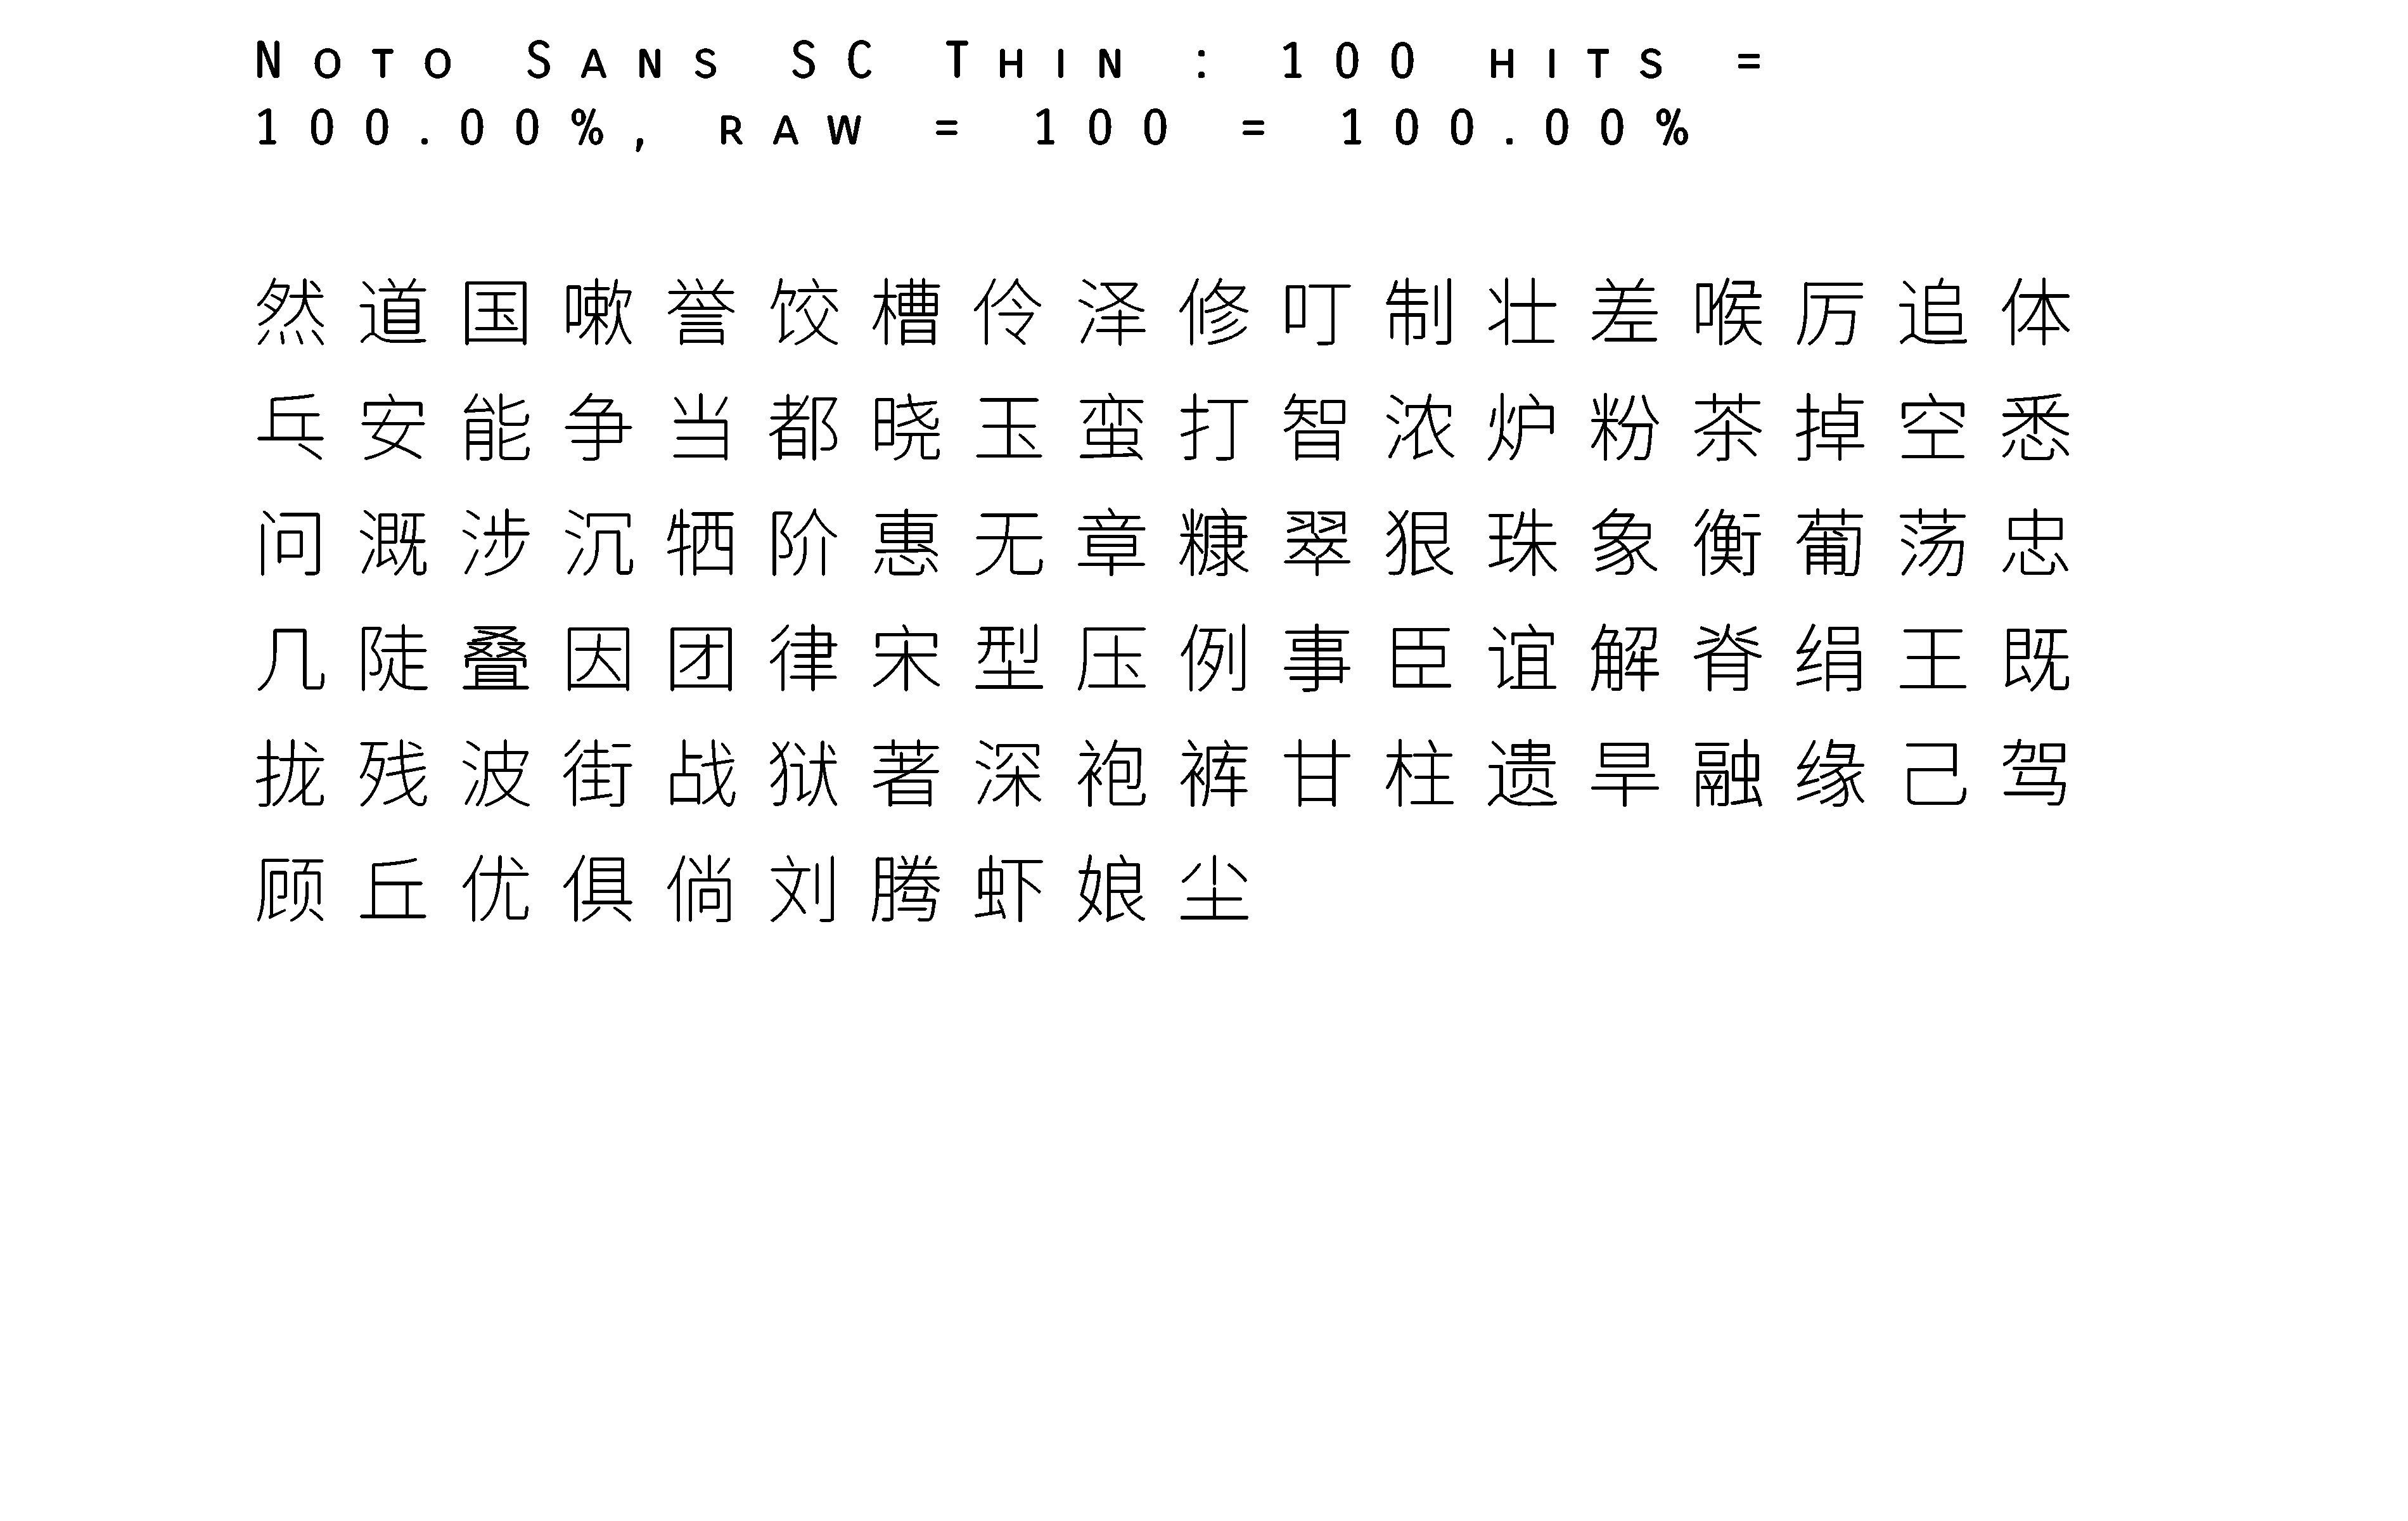 Noto Sans SC Thin : 100 hits =
100.00%, raw = 100 = 100.00%
然道国嗽誉饺槽伶泽修叮制壮差喉厉追体
乓安能争当都晓玉蛮打智浓炉粉茶掉空悉
问溉涉沉牺阶惠无章糠翠狠珠象衡葡荡忠
几陡叠因团律宋型压例事臣谊解脊绢王既
拢残波街战狱著深袍裤甘柱遗旱融缘己驾
顾丘优俱倘刘腾虾娘尘